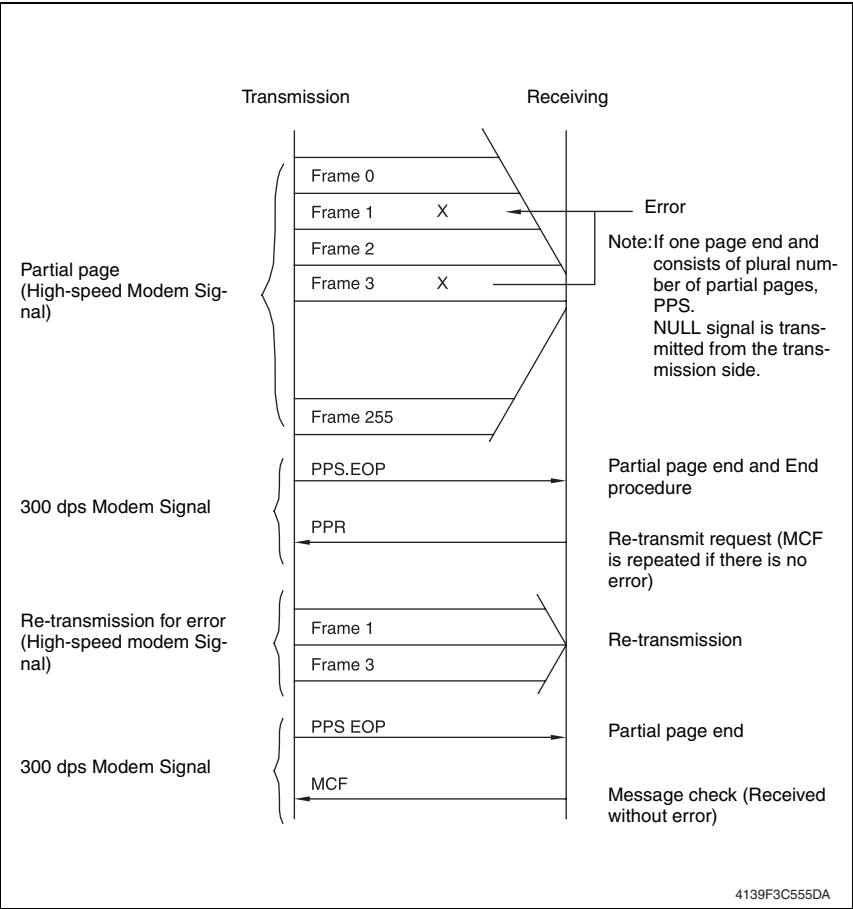 Transmission
Receiving
Frame 0
Frame 1 X
Error
Frame 2
Frame 3 X
Note:If one page end and
consists of plural num-
ber of partial pages,
PPS.
NULL signal is trans-
mitted from the trans-
mission side.
Partial page
(High-speed Modem Sig-
nal)
Frame 255
PPS.EOP
Partial page end and End
procedure
300 dps Modem Signal
PPR
Re-transmit request (MCF
is repeated if there is no
error)
Re-transmission for error
(High-speed modem Sig-
nal)
Frame 1
Frame 3
Re-transmission
PPS EOP
Partial page end
300 dps Modem Signal
MCF
Message check (Received
without error)
4139F3C555DA